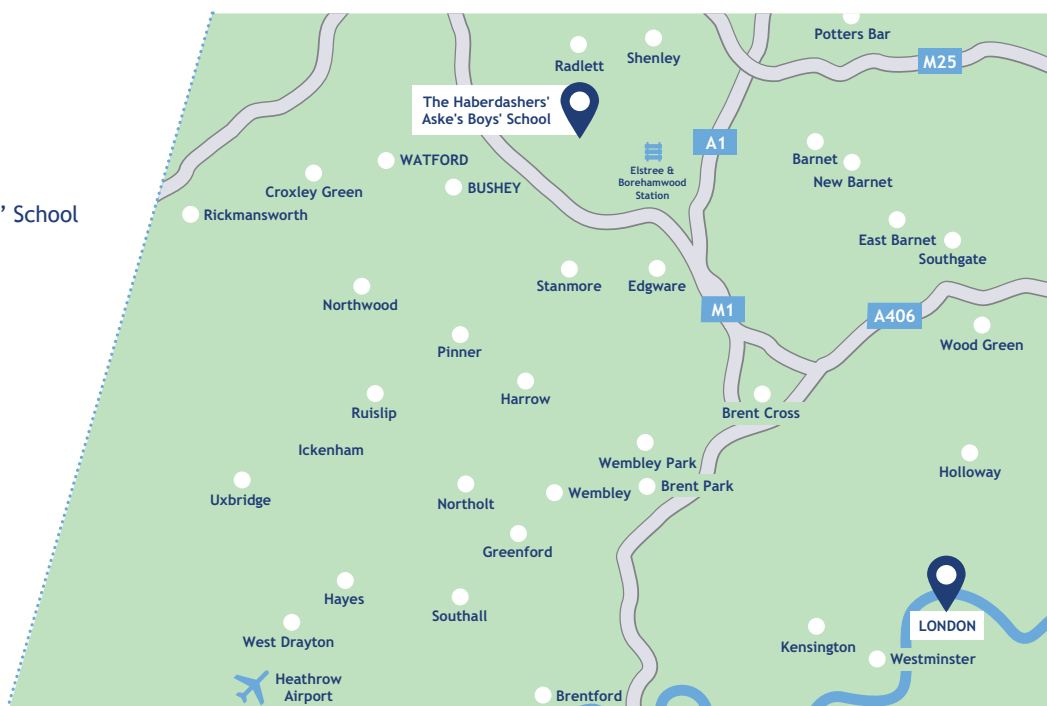 Potters Bar
M25
Radlett
Shenley
The Haberdashers'
Aske's Boys' School
A1
Elstree &
Borehamwood
Station
Barnet
New Barnet
WATFORD
Croxley Green
BUSHEY
' School
Rickmansworth
East Barnet
Southgate
Stanmore
Edgware
Northwood
M1
A406
Wood Green
Pinner
Harrow
Ruislip
Brent Cross
Ickenham
Wembley Park
Holloway
Uxbridge
Northolt
Wembley
Brent Park
Greenford
Hayes
Southall
LONDON
West Drayton
Kensington
Westminster
Heathrow
Airport
Brentford